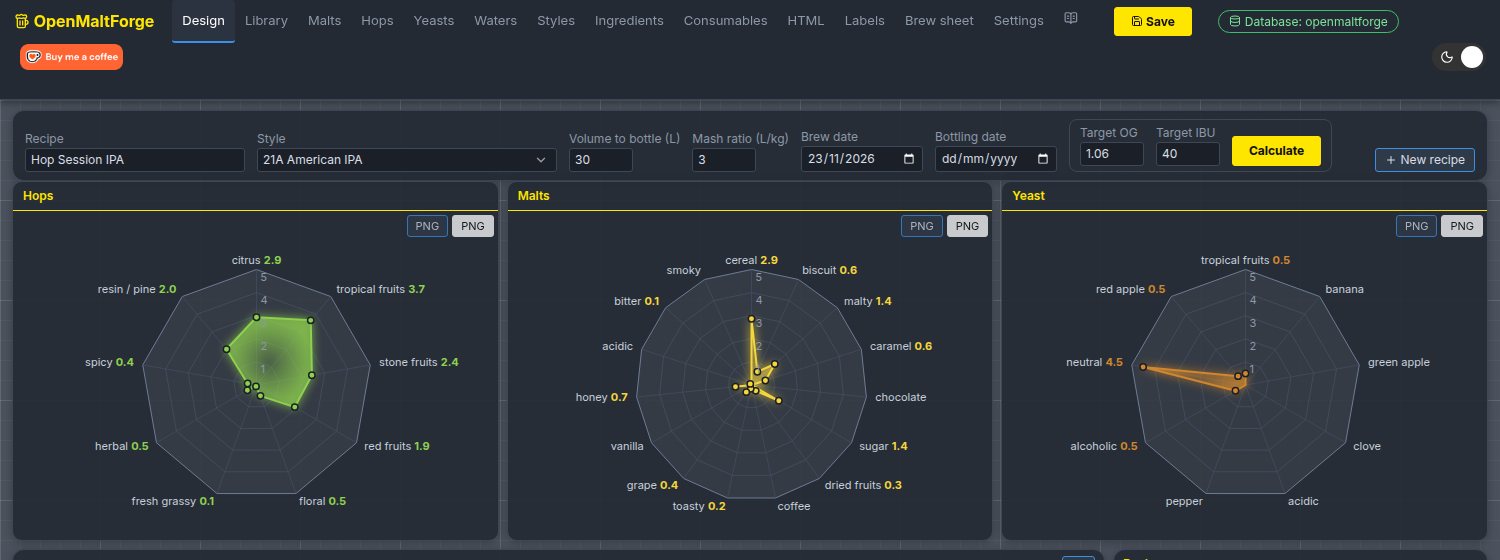 OpenMaltForge Design Library Malts Hops Yeasts Waters Styles Ingredients Consumables HTML Labels Brew sheet Settings Save Database: openmaltforge
Buy me a coffee
Recipe Style Volume to bottle (L) Mash ratio (L/kg) Brew date Bottling date Target OG Target IBU
Hop Session IPA 21A American IPA 30 3 23/11/2026 dd/mm/yyyy 1.06 40 Calculate + New recipe
Hops
PNG PNG
citrus 2.9
tropical fruits 3.7
stone fruits 2.4
red fruits 1.9
floral 0.5
fresh grassy 0.1
herbal 0.5
spicy 0.4
resin / pine 2.0
5
4
2
1
Malts
PNG PNG
cereal 2.9
biscuit 0.6
malty 1.4
caramel 0.6
chocolate
sugar 1.4
dried fruits 0.3
coffee
toasty 0.2
grape 0.4
vanilla
honey 0.7
acidic
bitter 0.1
smoky
5
4
3
2
Yeast
PNG PNG
tropical fruits 0.5
banana
green apple
clove
acidic
pepper
alcoholic 0.5
neutral 4.5
red apple 0.5
5
4
3
2
1